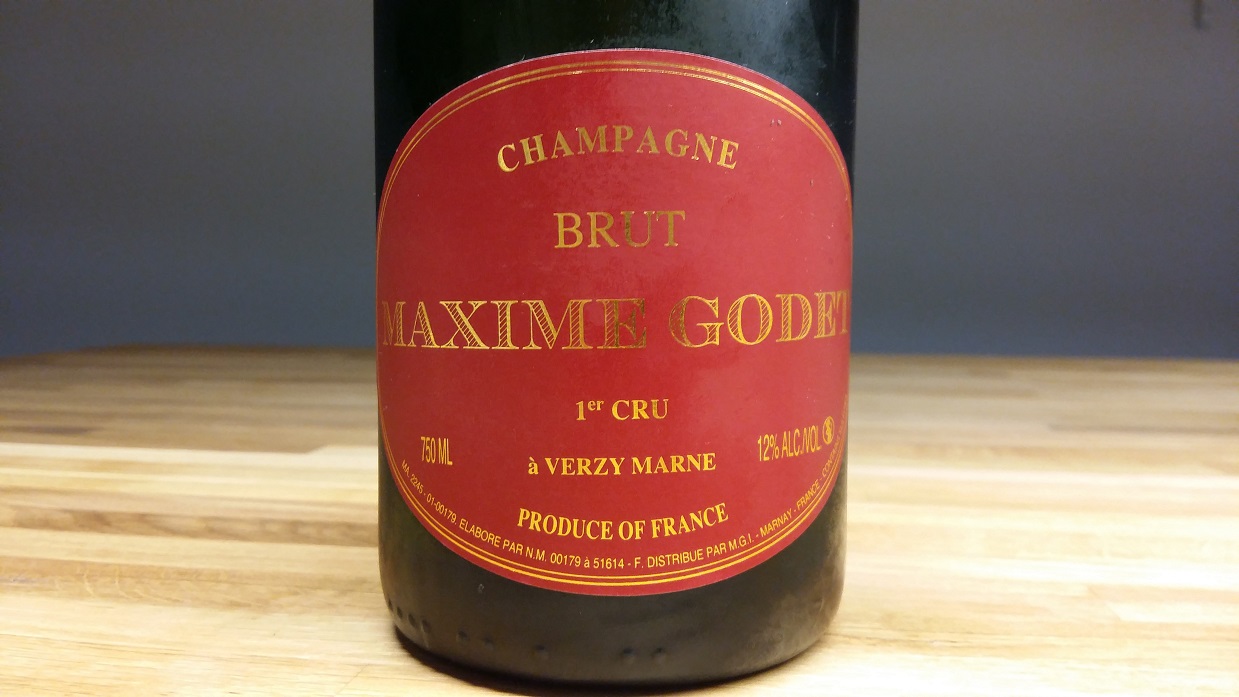 CHAMPAGNE
BRUT
MAXIME GODET
1er CRU
750 ML
12% ALC./VOL
à VERZY MARNE
PRODUCE OF FRANCE
MA. 2245 - 01-00179. ELABORE PAR N.M. 00179 à 51614 - F. DISTRIBUE PAR M.G.I. - MARNAY - FRANCE -